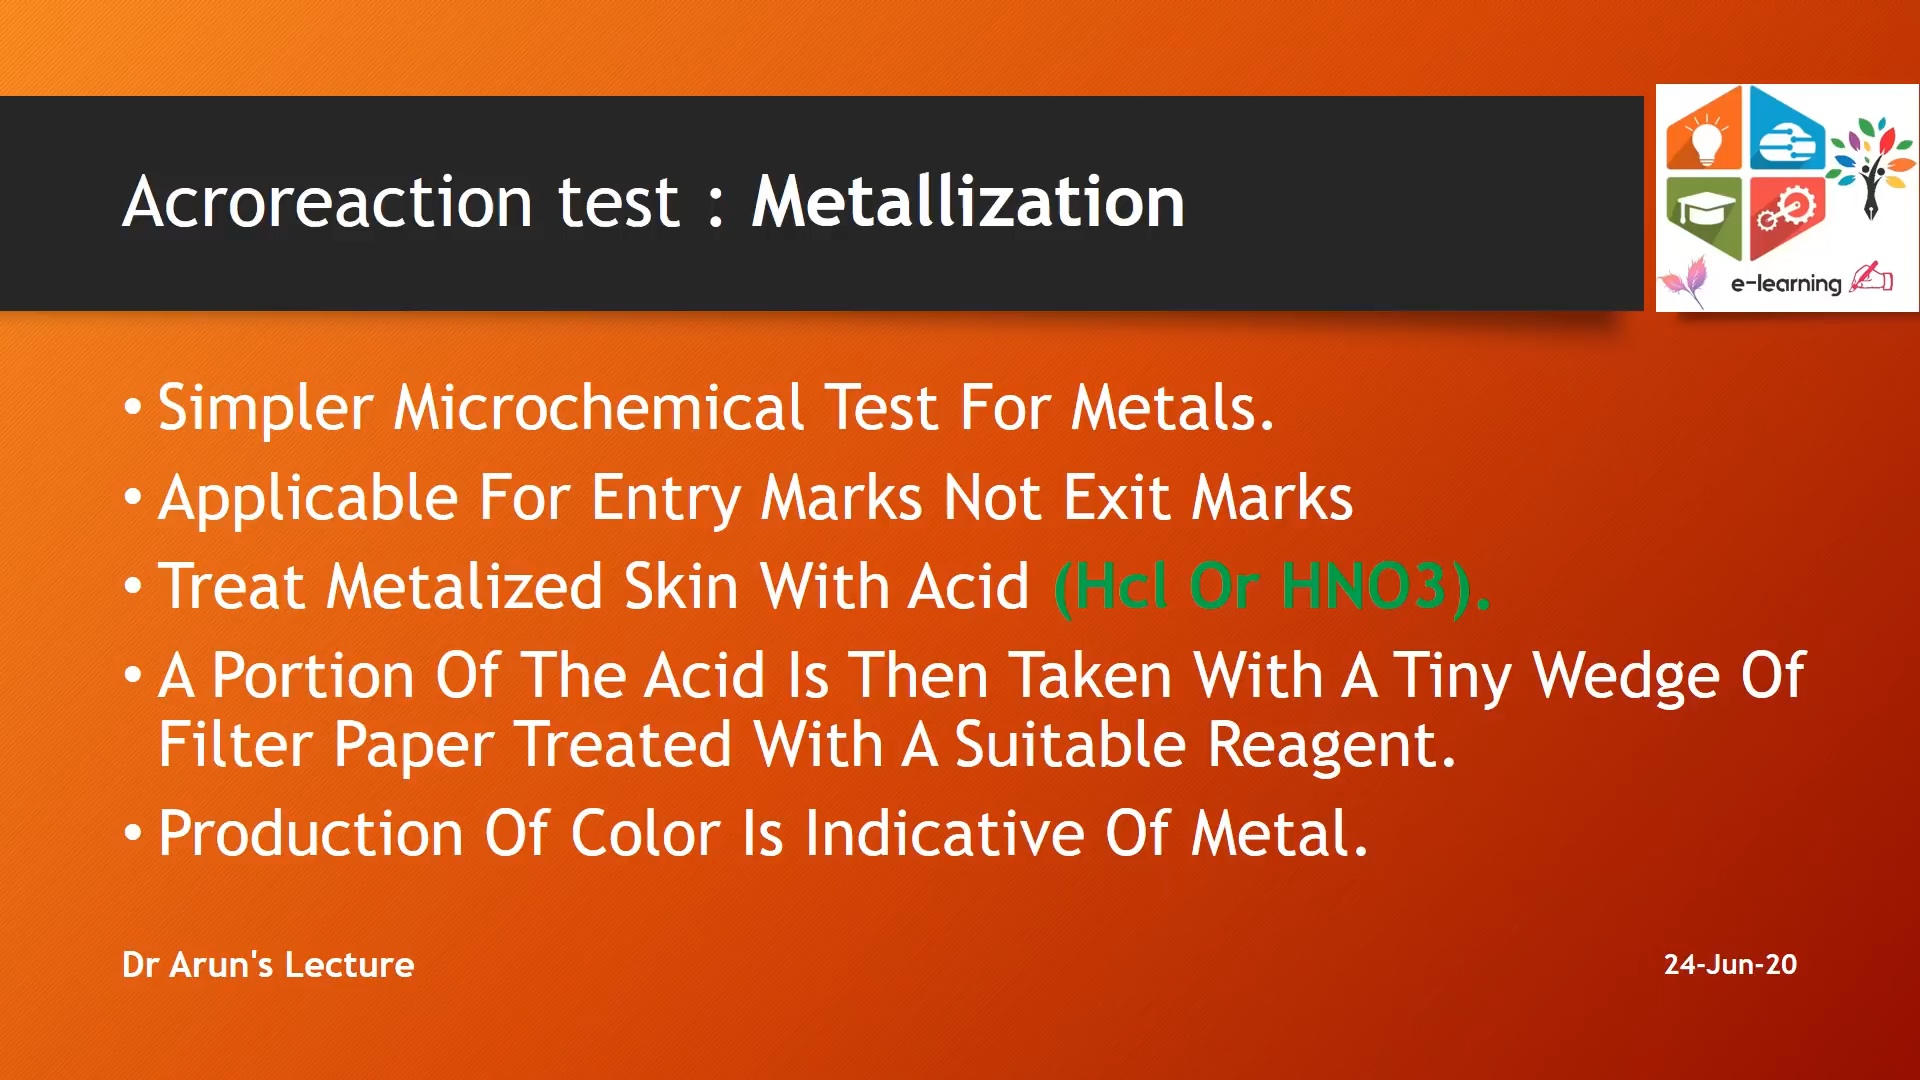 Acroreaction test : Metallization
e-learning
• Simpler Microchemical Test For Metals.
• Applicable For Entry Marks Not Exit Marks
• Treat Metalized Skin With Acid (Hcl Or HNO3).
• A Portion Of The Acid Is Then Taken With A Tiny Wedge Of
Filter Paper Treated With A Suitable Reagent.
• Production Of Color Is Indicative Of Metal.
Dr Arun's Lecture
24-Jun-20